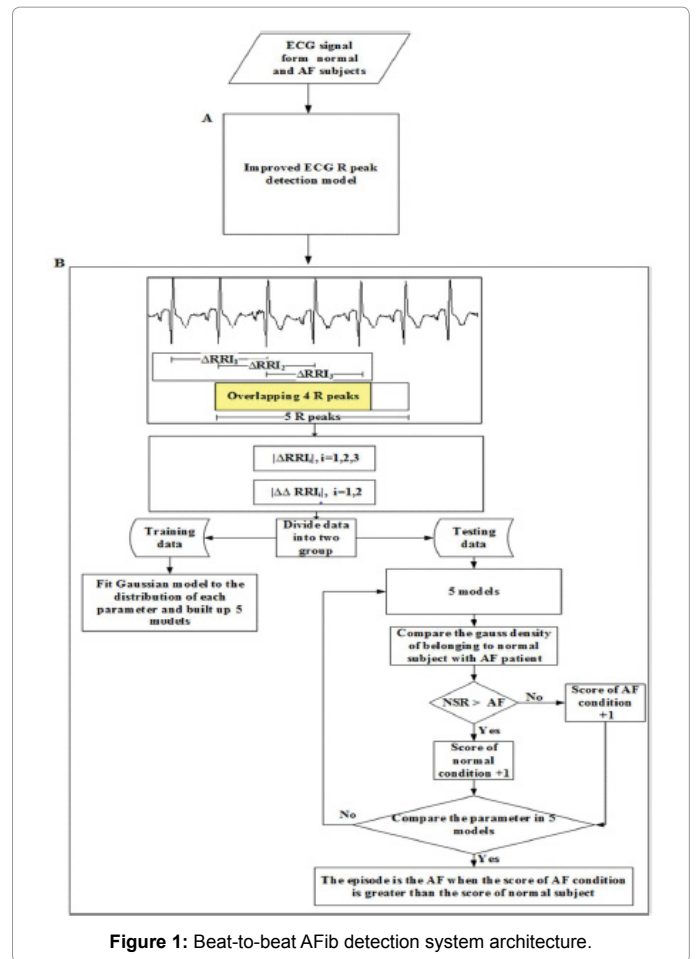 ECG signal
form normal
and AF subjects
A
Improved ECG R peak
detection model
B
ΔRRI₁
ΔRRI₂
ΔRRI₃
Overlapping 4 R peaks
5 R peaks
|ΔRRIᵢ|, i=1,2,3
|ΔΔ RRIᵢ|, i=1,2
Training
data
Divide data
into two
group
Testing
data
Fit Gaussian model to the
distribution of each
parameter and built up 5
models
5 models
Compare the gauss density
of belonging to normal
subject with AF patient
NSR > AF
No
Score of AF
condition
+1
Yes
Score of
normal
condition +1
No
Compare the parameter in 5
models
Yes
The episode is the AF when the score of AF condition
is greater than the score of normal subject
Figure 1: Beat-to-beat AFib detection system architecture.